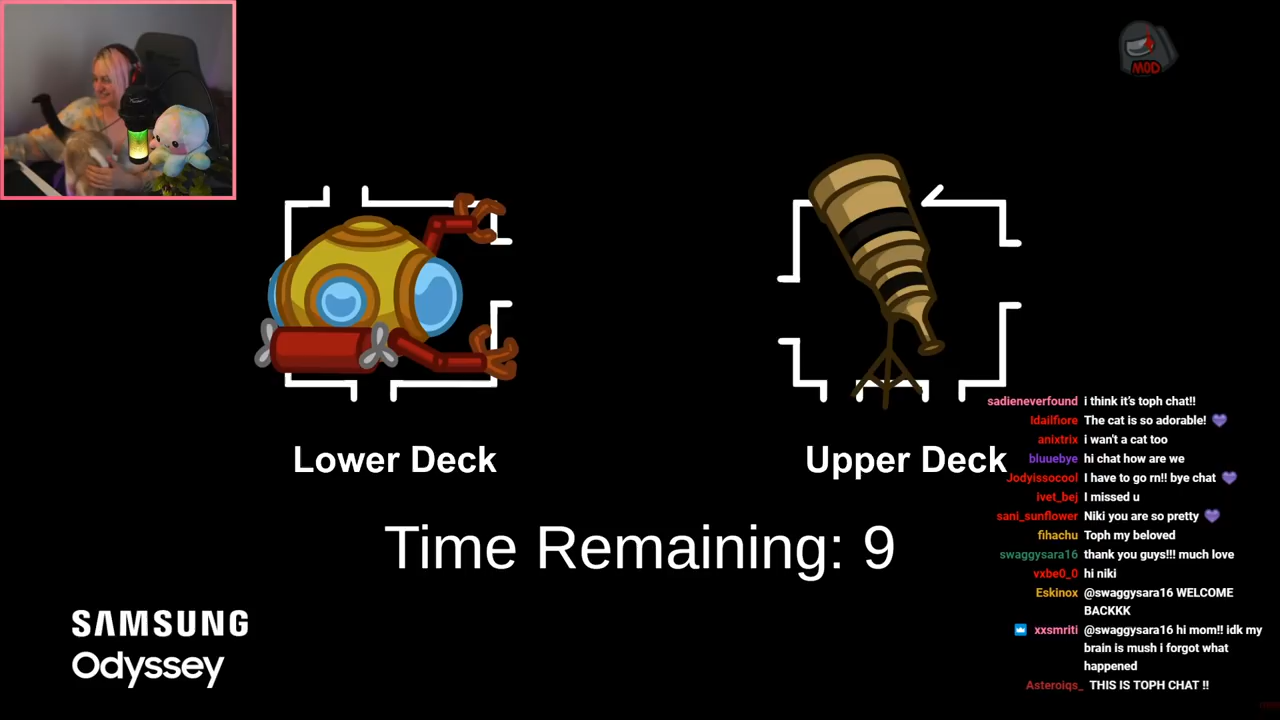 MOD
Lower Deck
Upper Deck
Time Remaining: 9
SAMSUNG
Odyssey
sadieneverfound i think it's toph chat!!
ldailfiore The cat is so adorable! 💜
anixtrix i wan't a cat too
bluuebye hi chat how are we
Jodyissocool I have to go rn!! bye chat 💜
ivet_bej I missed u
sani_sunflower Niki you are so pretty 💜
fihachu Toph my beloved
swaggysara16 thank you guys!!! much love
vxbe0_0 hi niki
Eskinox @swaggysara16 WELCOME
BACKKK
xxsmriti @swaggysara16 hi mom!! idk my
brain is mush i forgot what
happened
Asteroiqs_ THIS IS TOPH CHAT !!